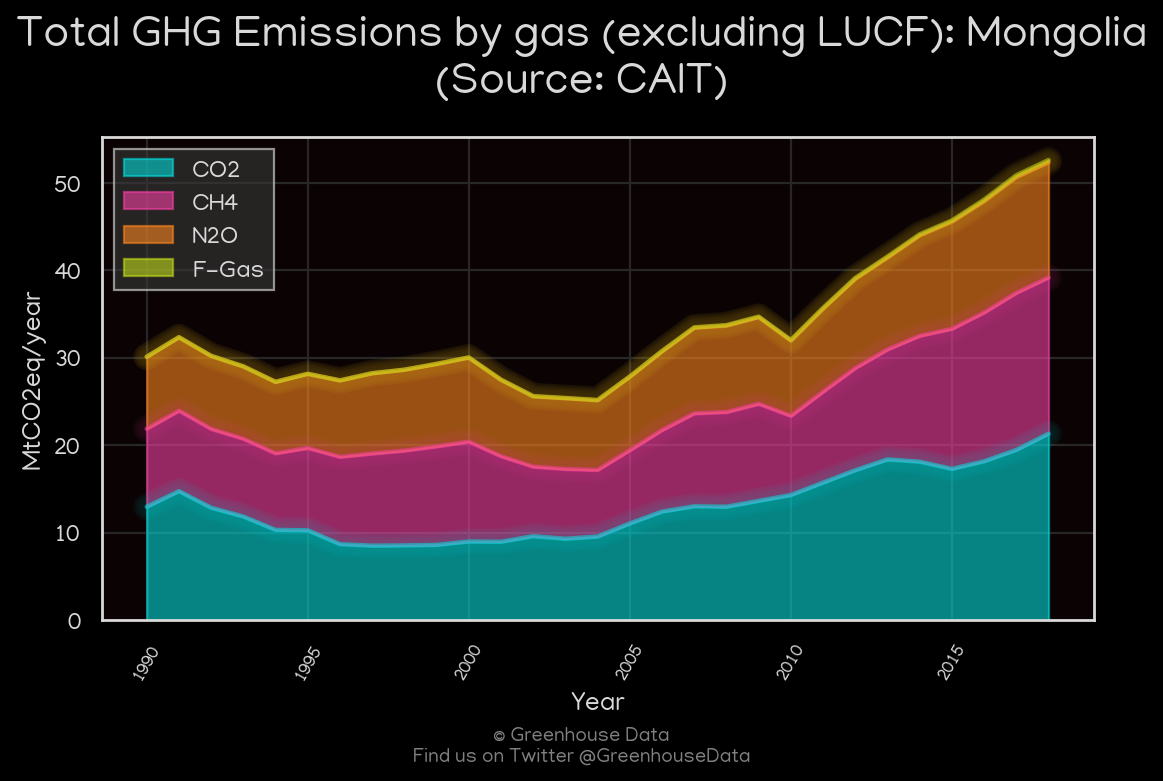 Total GHG Emissions by gas (excluding LUCF): Mongolia
(Source: CAIT)
CO2
CH4
N2O
F-Gas
50
40
30
20
10
0
MtCO2eq/year
1990
1995
2000
2005
2010
2015
Year
© Greenhouse Data
Find us on Twitter @GreenhouseData